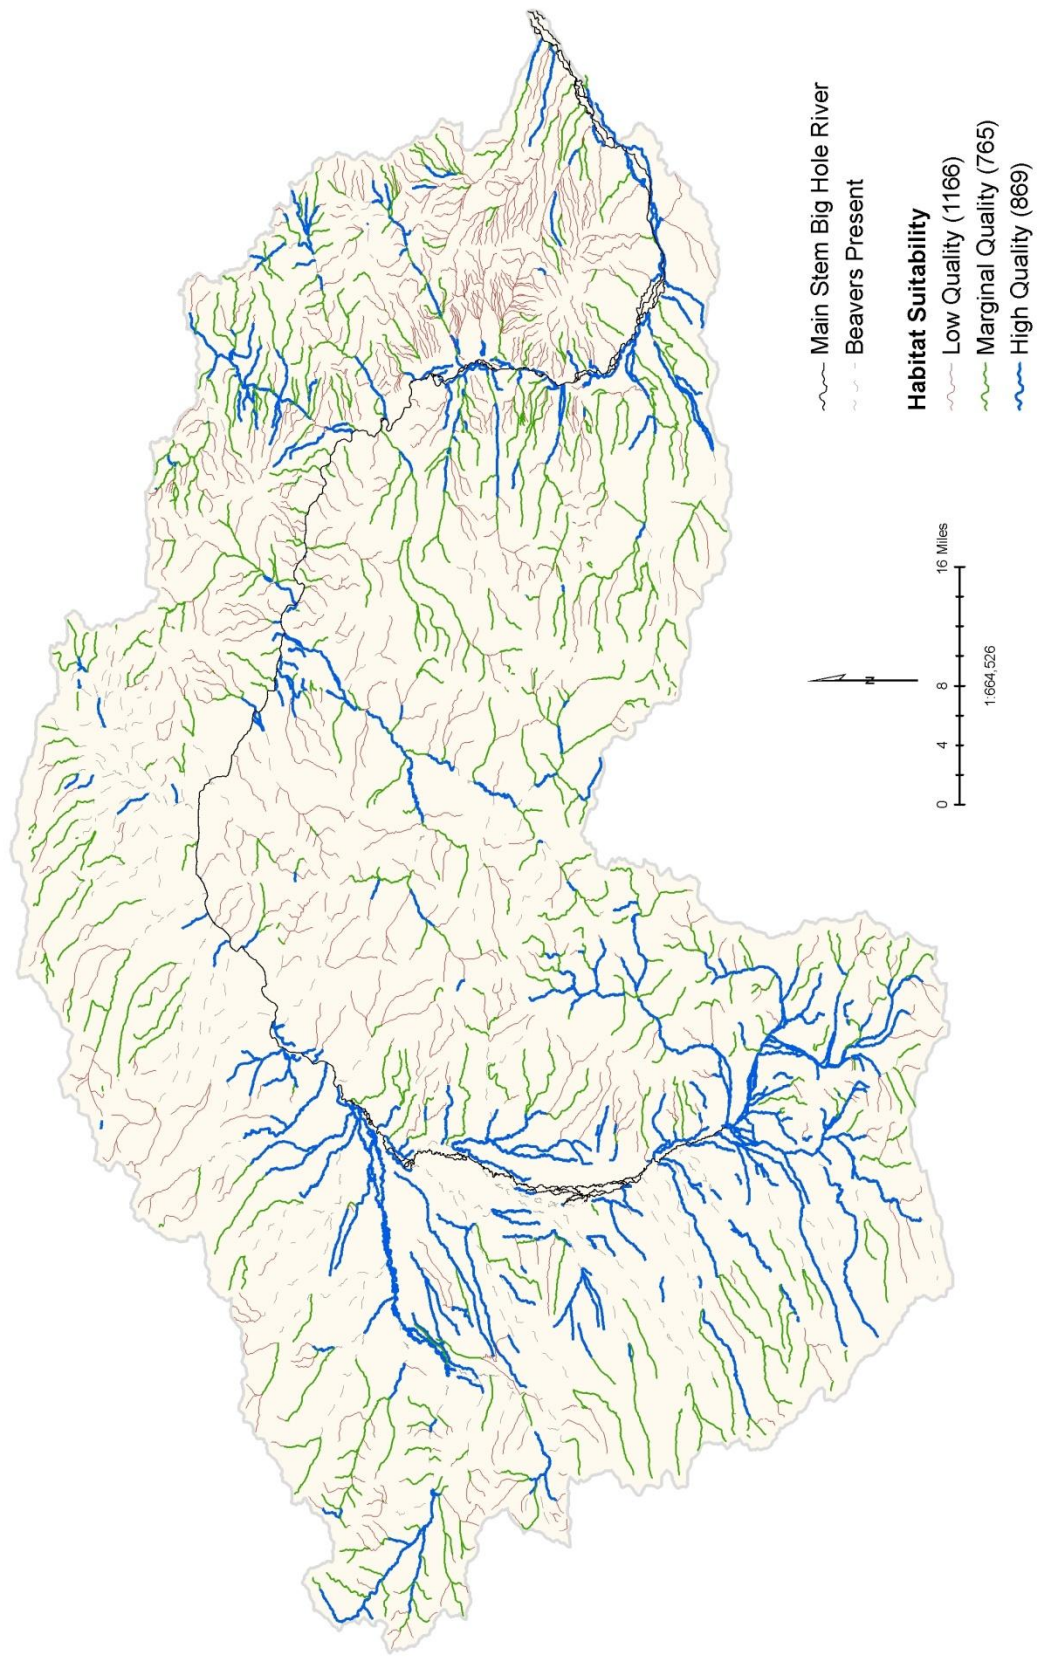 Main Stem Big Hole River
Beavers Present
Habitat Suitability
Low Quality (1166)
Marginal Quality (765)
High Quality (869)
N
0 4 8 16 Miles
1:664,526